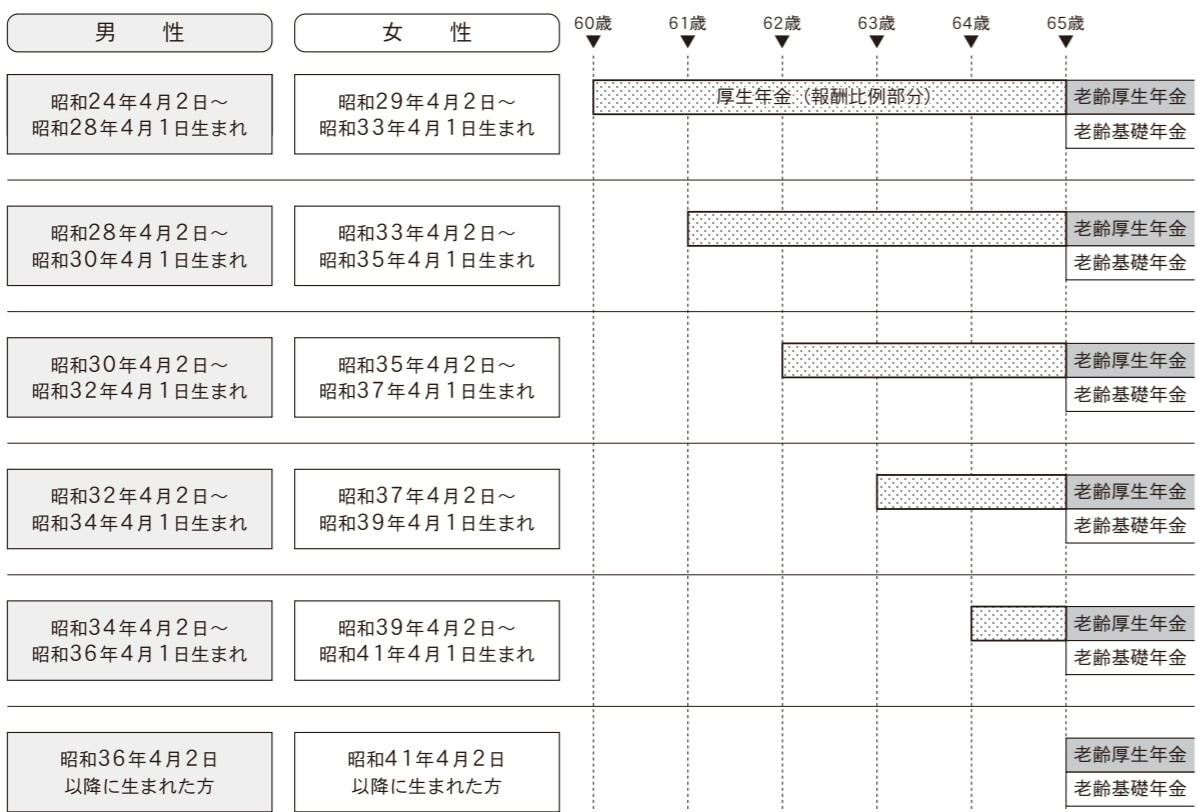 男　性
女　性
60歳
61歳
62歳
63歳
64歳
65歳
昭和24年4月2日～
昭和28年4月1日生まれ
昭和29年4月2日～
昭和33年4月1日生まれ
厚生年金（報酬比例部分）
老齢厚生年金
老齢基礎年金
昭和28年4月2日～
昭和30年4月1日生まれ
昭和33年4月2日～
昭和35年4月1日生まれ
老齢厚生年金
老齢基礎年金
昭和30年4月2日～
昭和32年4月1日生まれ
昭和35年4月2日～
昭和37年4月1日生まれ
老齢厚生年金
老齢基礎年金
昭和32年4月2日～
昭和34年4月1日生まれ
昭和37年4月2日～
昭和39年4月1日生まれ
老齢厚生年金
老齢基礎年金
昭和34年4月2日～
昭和36年4月1日生まれ
昭和39年4月2日～
昭和41年4月1日生まれ
老齢厚生年金
老齢基礎年金
昭和36年4月2日
以降に生まれた方
昭和41年4月2日
以降に生まれた方
老齢厚生年金
老齢基礎年金